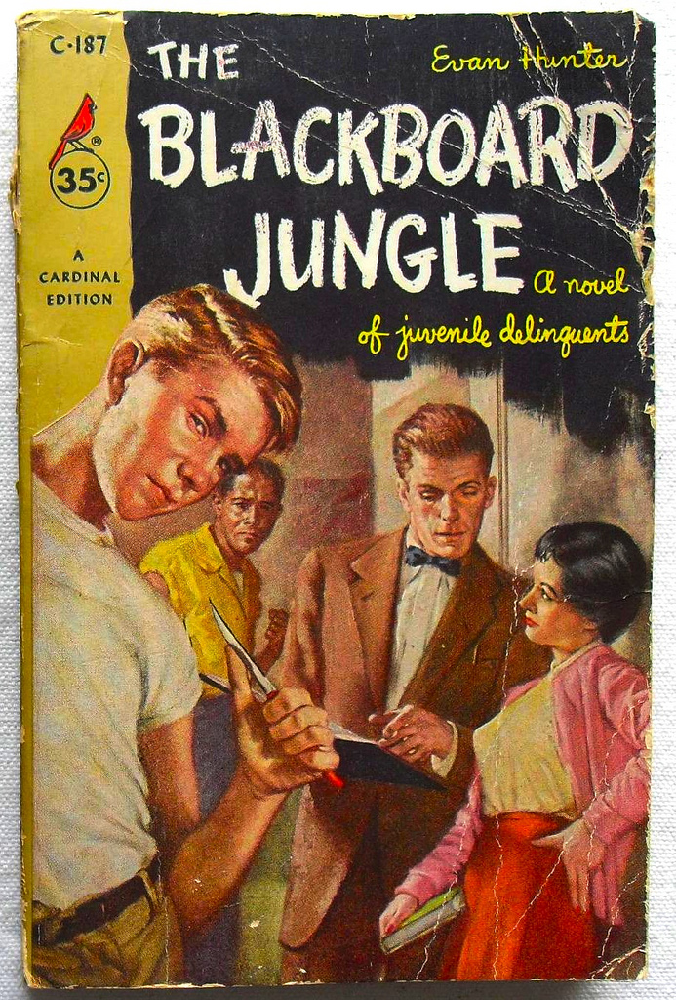 C·187
THE
Evan Hunter
BLACKBOARD
JUNGLE
®
35¢
A
CARDINAL
EDITION
A novel
of juvenile delinquents